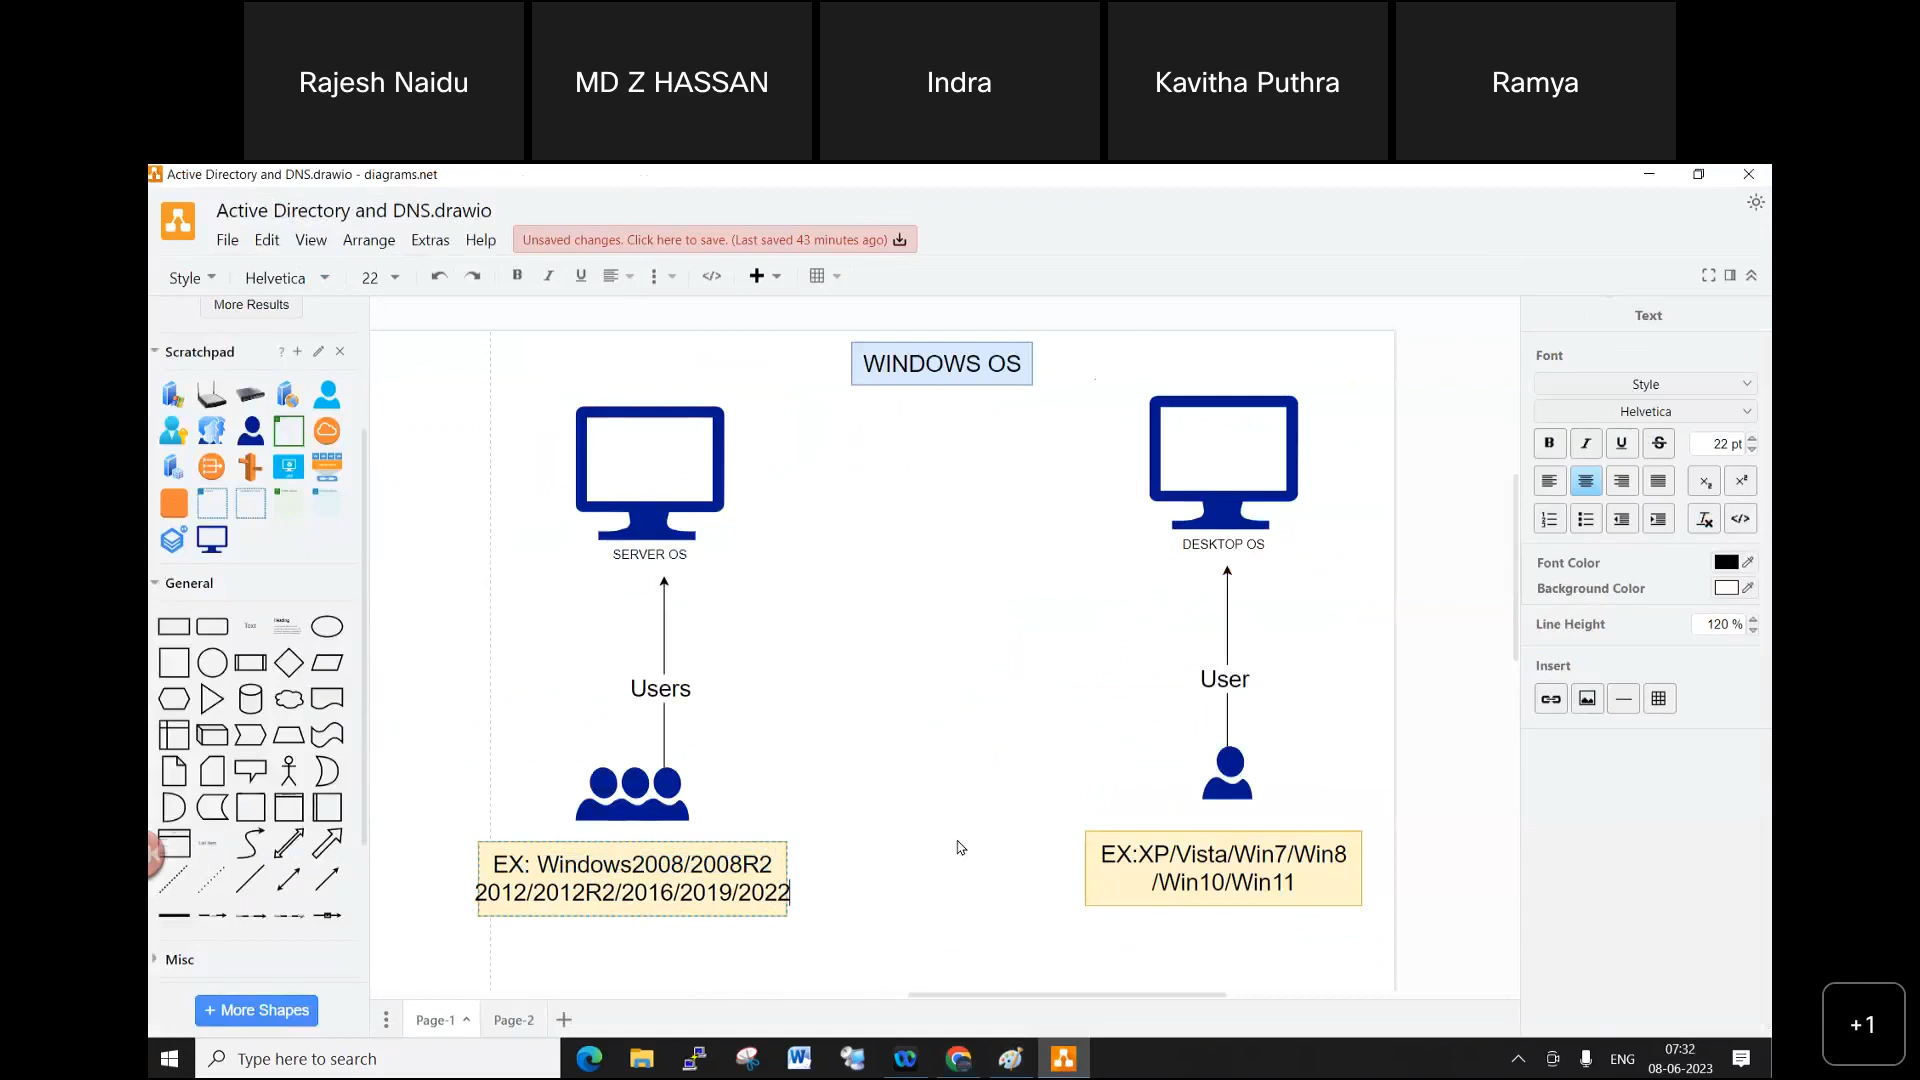 Rajesh Naidu
MD Z HASSAN
Indra
Kavitha Puthra
Ramya
Active Directory and DNS.drawio - diagrams.net
Active Directory and DNS.drawio
File Edit View Arrange Extras Help
Unsaved changes. Click here to save. (Last saved 43 minutes ago)
Style Helvetica 22 B I U
More Results
Scratchpad ?
General
Text
Heading
List Item
Misc
+ More Shapes
WINDOWS OS
SERVER OS
DESKTOP OS
Users
User
EX: Windows2008/2008R2
2012/2012R2/2016/2019/2022
EX:XP/Vista/Win7/Win8
/Win10/Win11
Text
Font
Style
Helvetica
B I U S 22 pt
Font Color
Background Color
Line Height 120 %
Insert
Page-1 Page-2
Type here to search
ENG
07:32
08-06-2023
+1